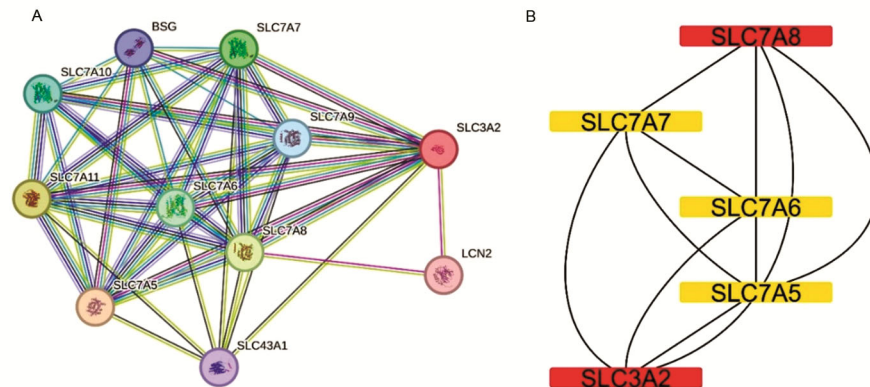 A
BSG
SLC7A7
SLC7A10
SLC7A9
SLC3A2
SLC7A11
SLC7A6
SLC7A8
LCN2
SLC7A5
SLC43A1
B
SLC7A8
SLC7A7
SLC7A6
SLC7A5
SLC3A2